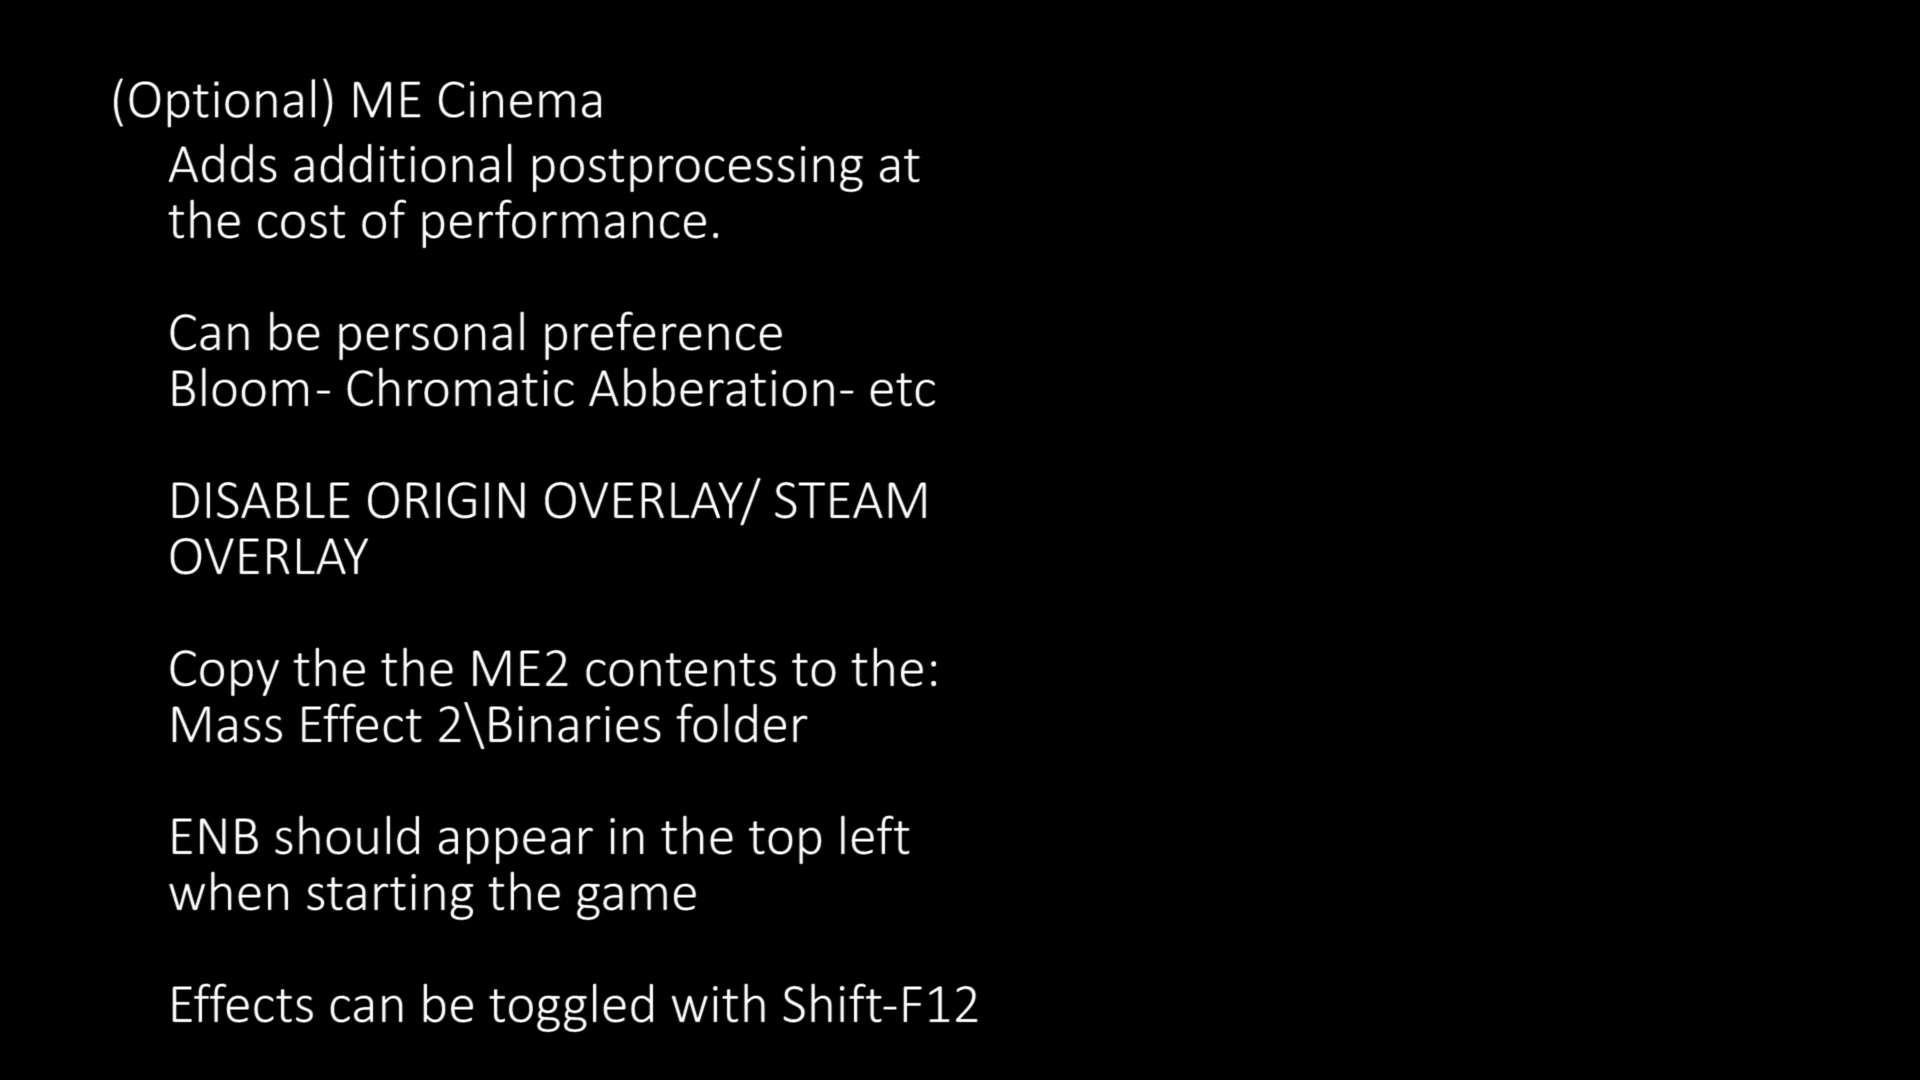 (Optional) ME Cinema
Adds additional postprocessing at
the cost of performance.
Can be personal preference
Bloom- Chromatic Abberation- etc
DISABLE ORIGIN OVERLAY/ STEAM
OVERLAY
Copy the the ME2 contents to the:
Mass Effect 2\Binaries folder
ENB should appear in the top left
when starting the game
Effects can be toggled with Shift-F12